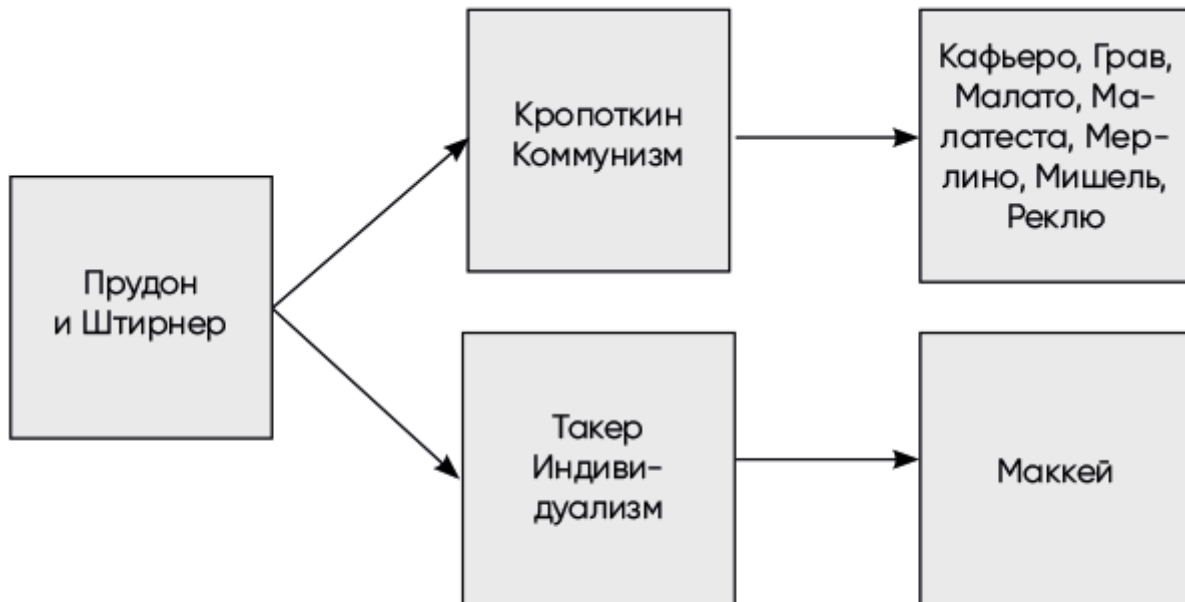 Прудон
и Штирнер
Кропоткин
Коммунизм
Кафьеро, Грав,
Малато, Ма-
латеста, Мер-
лино, Мишель,
Реклю
Такер
Индиви-
дуализм
Маккей